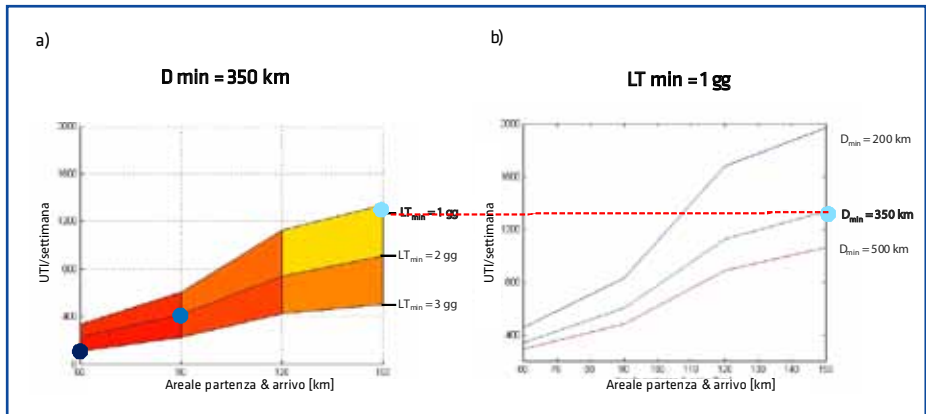 a)
D min = 350 km
UTI/settimana
2000
1600
1200
800
400
0
60
90
120
150
Areale partenza & arrivo [km]
LTmin = 1 gg
LTmin = 2 gg
LTmin = 3 gg
b)
LT min = 1 gg
UTI/settimana
2000
1600
1200
800
400
60
70
80
90
100
110
120
130
140
150
Areale partenza & arrivo [km]
Dmin = 200 km
Dmin = 350 km
Dmin = 500 km